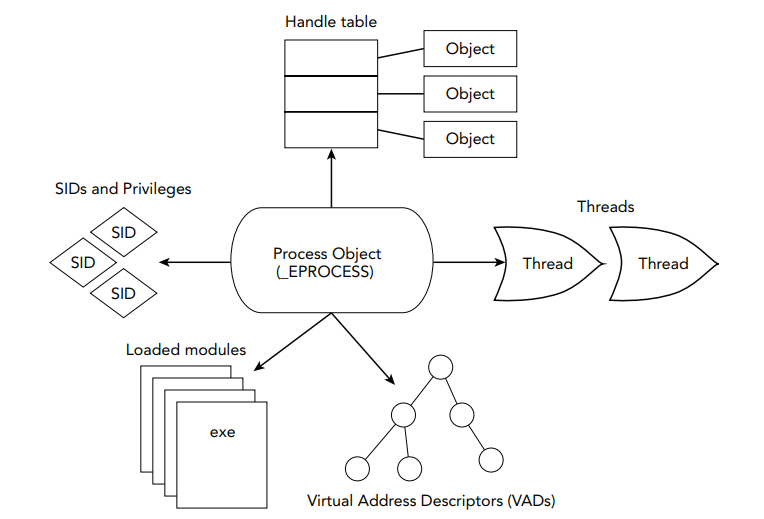 Handle table
Object
Object
Object
SIDs and Privileges
SID
SID
SID
Process Object
(_EPROCESS)
Threads
Thread
Thread
Loaded modules
exe
Virtual Address Descriptors (VADs)